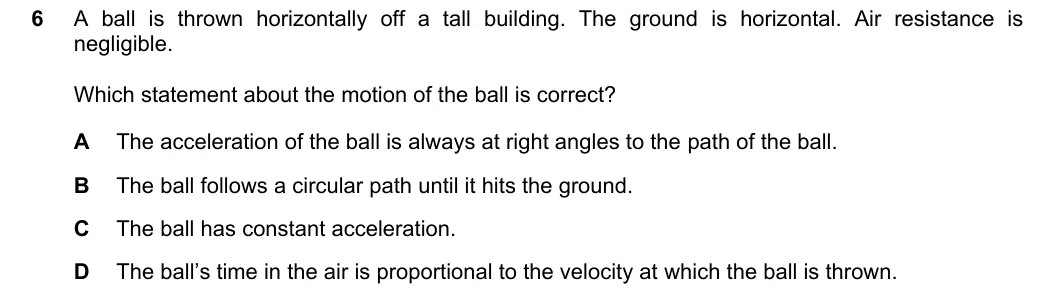 6 A ball is thrown horizontally off a tall building. The ground is horizontal. Air resistance is
negligible.
Which statement about the motion of the ball is correct?
A The acceleration of the ball is always at right angles to the path of the ball.
B The ball follows a circular path until it hits the ground.
C The ball has constant acceleration.
D The ball’s time in the air is proportional to the velocity at which the ball is thrown.